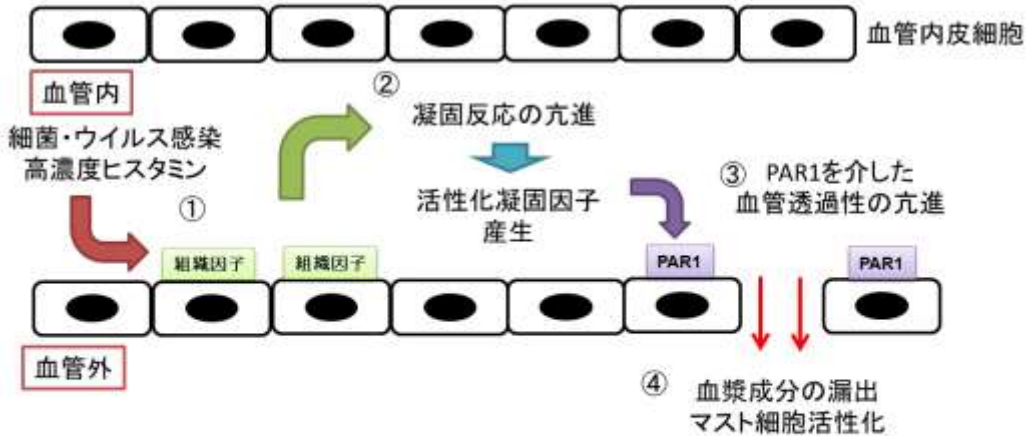 血管内皮細胞
血管内
細菌・ウイルス感染
高濃度ヒスタミン
①
②
凝固反応の亢進
活性化凝固因子
産生
③ PAR1を介した
血管透過性の亢進
組織因子
組織因子
PAR1
PAR1
血管外
④ 血漿成分の漏出
マスト細胞活性化